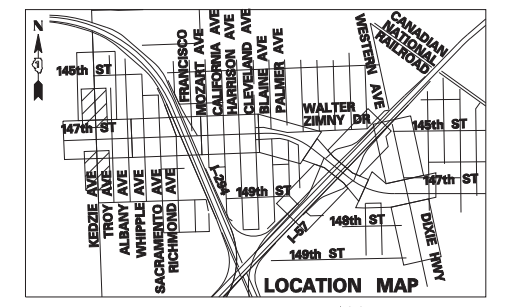 N
CANADIAN
NATIONAL
RAILROAD
WESTERN AVE
FRANCISCO
MOZART AVE
CALIFORNIA AVE
HARRISON AVE
CLEVELAND AVE
BLAINE AVE
PALMER AVE
145th ST
WALTER
ZIMNY DR
147th ST
145th ST
I-294
149th ST
147th ST
KEDZIE AVE
TROY AVE
ALBANY AVE
WHIPPLE AVE
SACRAMENTO AVE
RICHMOND AVE
I-57
148th ST
DIXIE HWY
149th ST
LOCATION MAP